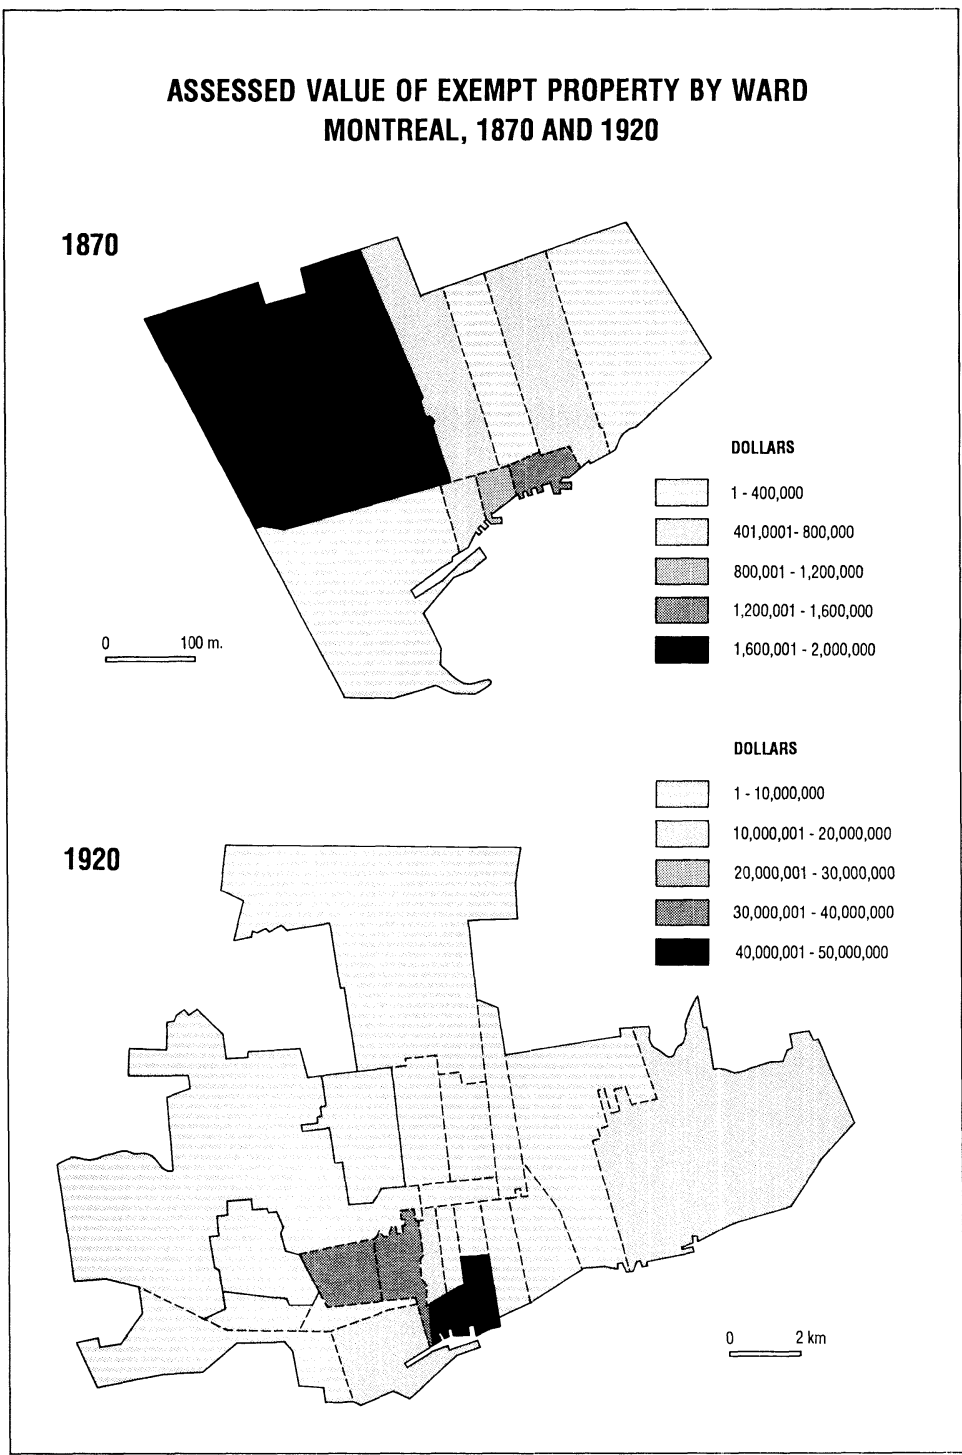 ASSESSED VALUE OF EXEMPT PROPERTY BY WARD
MONTREAL, 1870 AND 1920
1870
DOLLARS
1 - 400,000
401,0001- 800,000
800,001 - 1,200,000
1,200,001 - 1,600,000
1,600,001 - 2,000,000
0 100 m.
DOLLARS
1 - 10,000,000
10,000,001 - 20,000,000
20,000,001 - 30,000,000
30,000,001 - 40,000,000
40,000,001 - 50,000,000
1920
0 2 km